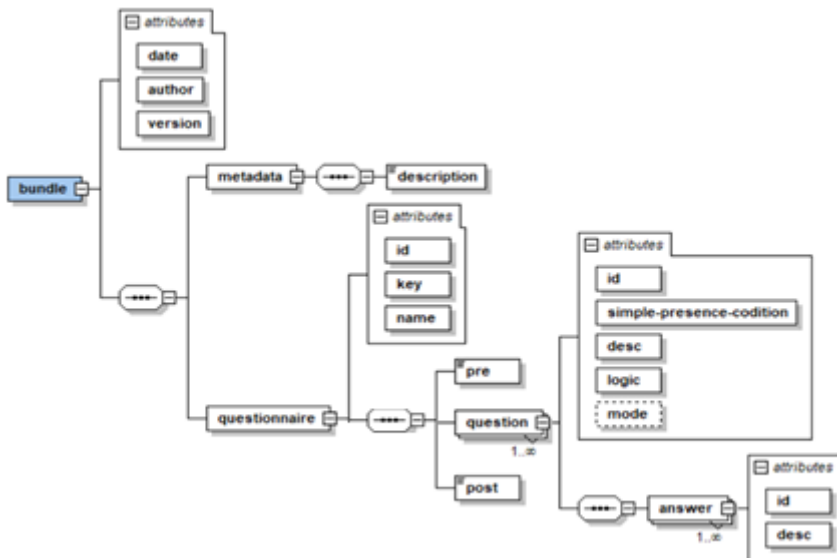 attributes
date
author
version
bundle
metadata
description
attributes
id
key
name
questionnaire
pre
question
1..∞
post
attributes
id
simple-presence-codition
desc
logic
mode
answer
1..∞
attributes
id
desc